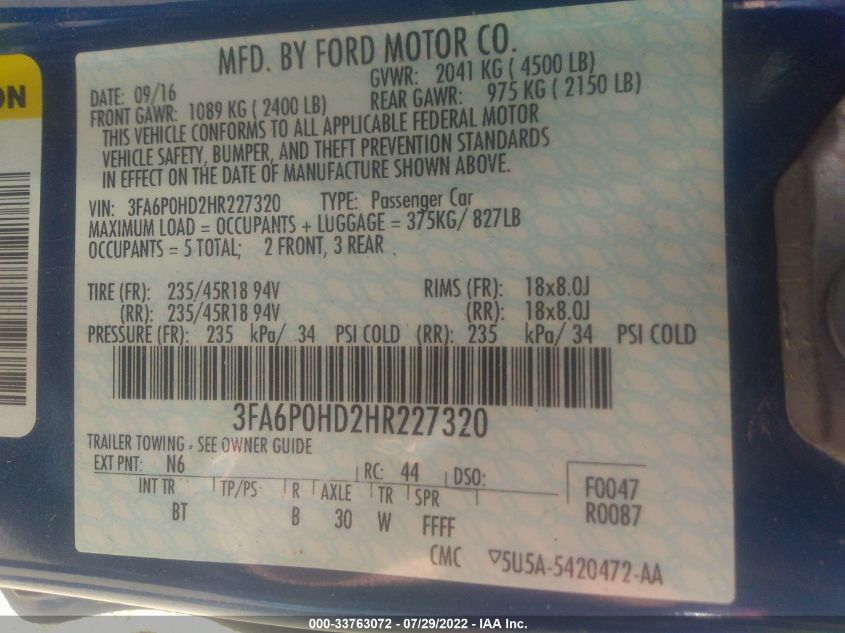 ON
MFD. BY FORD MOTOR CO.
DATE: 09/16 GVWR: 2041 KG ( 4500 LB)
FRONT GAWR: 1089 KG ( 2400 LB) REAR GAWR: 975 KG ( 2150 LB)
THIS VEHICLE CONFORMS TO ALL APPLICABLE FEDERAL MOTOR
VEHICLE SAFETY, BUMPER, AND THEFT PREVENTION STANDARDS
IN EFFECT ON THE DATE OF MANUFACTURE SHOWN ABOVE.
VIN: 3FA6P0HD2HR227320 TYPE: Passenger Car
MAXIMUM LOAD = OCCUPANTS + LUGGAGE = 375KG/ 827LB
OCCUPANTS = 5 TOTAL; 2 FRONT, 3 REAR
TIRE (FR): 235/45R18 94V RIMS (FR): 18x8.0J
(RR): 235/45R18 94V (RR): 18x8.0J
PRESSURE (FR): 235 kPa/ 34 PSI COLD (RR): 235 kPa/ 34 PSI COLD
3FA6P0HD2HR227320
TRAILER TOWING - SEE OWNER GUIDE
EXT PNT: N6 RC: 44 DSO: F0047
INT TR TP/PS R AXLE TR SPR R0087
BT B 30 W FFFF
CMC ▽5U5A-5420472-AA
000-33763072 - 07/29/2022 - IAA Inc.